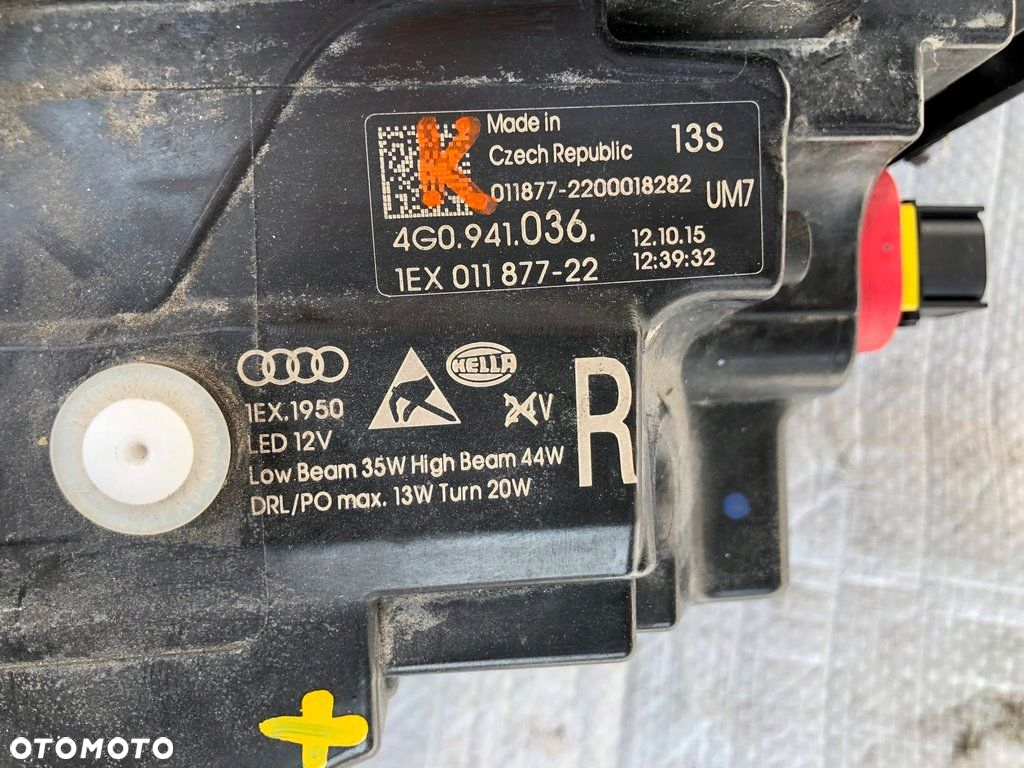 K
Made in
Czech Republic
13S
011877-2200018282
UM7
4G0.941.036.
12.10.15
1EX 011 877-22
12:39:32
HELLA
1EX.1950
24V
LED 12V
R
Low Beam 35W High Beam 44W
DRL/PO max. 13W Turn 20W
OTOMOTO